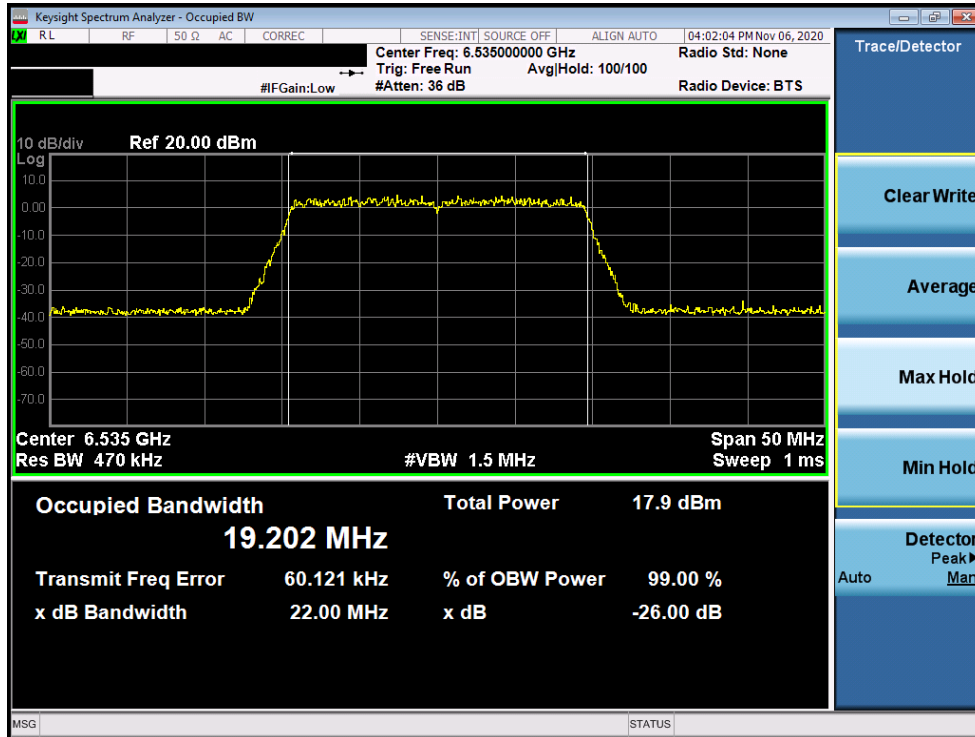 Keysight Spectrum Analyzer - Occupied BW
LXI RL RF 50 Ω AC CORREC SENSE:INT SOURCE OFF ALIGN AUTO 04:02:04 PM Nov 06, 2020
Center Freq: 6.535000000 GHz Radio Std: None
Trig: Free Run Avg|Hold: 100/100
#IFGain:Low #Atten: 36 dB Radio Device: BTS
Trace/Detector
10 dB/div Ref 20.00 dBm
Log
10.0
0.00
-10.0
-20.0
-30.0
-40.0
-50.0
-60.0
-70.0
Center 6.535 GHz Span 50 MHz
Res BW 470 kHz #VBW 1.5 MHz Sweep 1 ms
Occupied Bandwidth Total Power 17.9 dBm
19.202 MHz
Transmit Freq Error 60.121 kHz % of OBW Power 99.00 %
x dB Bandwidth 22.00 MHz x dB -26.00 dB
Clear Write
Average
Max Hold
Min Hold
Detector
Peak▶
Auto Man
MSG STATUS